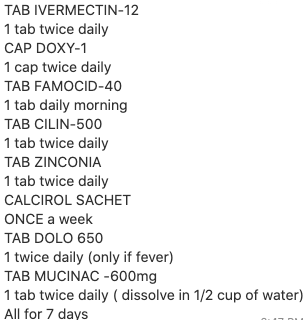 TAB IVERMECTIN-12
1 tab twice daily
CAP DOXY-1
1 cap twice daily
TAB FAMOCID-40
1 tab daily morning
TAB CILIN-500
1 tab twice daily
TAB ZINCONIA
1 tab twice daily
CALCIROL SACHET
ONCE a week
TAB DOLO 650
1 twice daily (only if fever)
TAB MUCINAC -600mg
1 tab twice daily ( dissolve in 1/2 cup of water)
All for 7 days